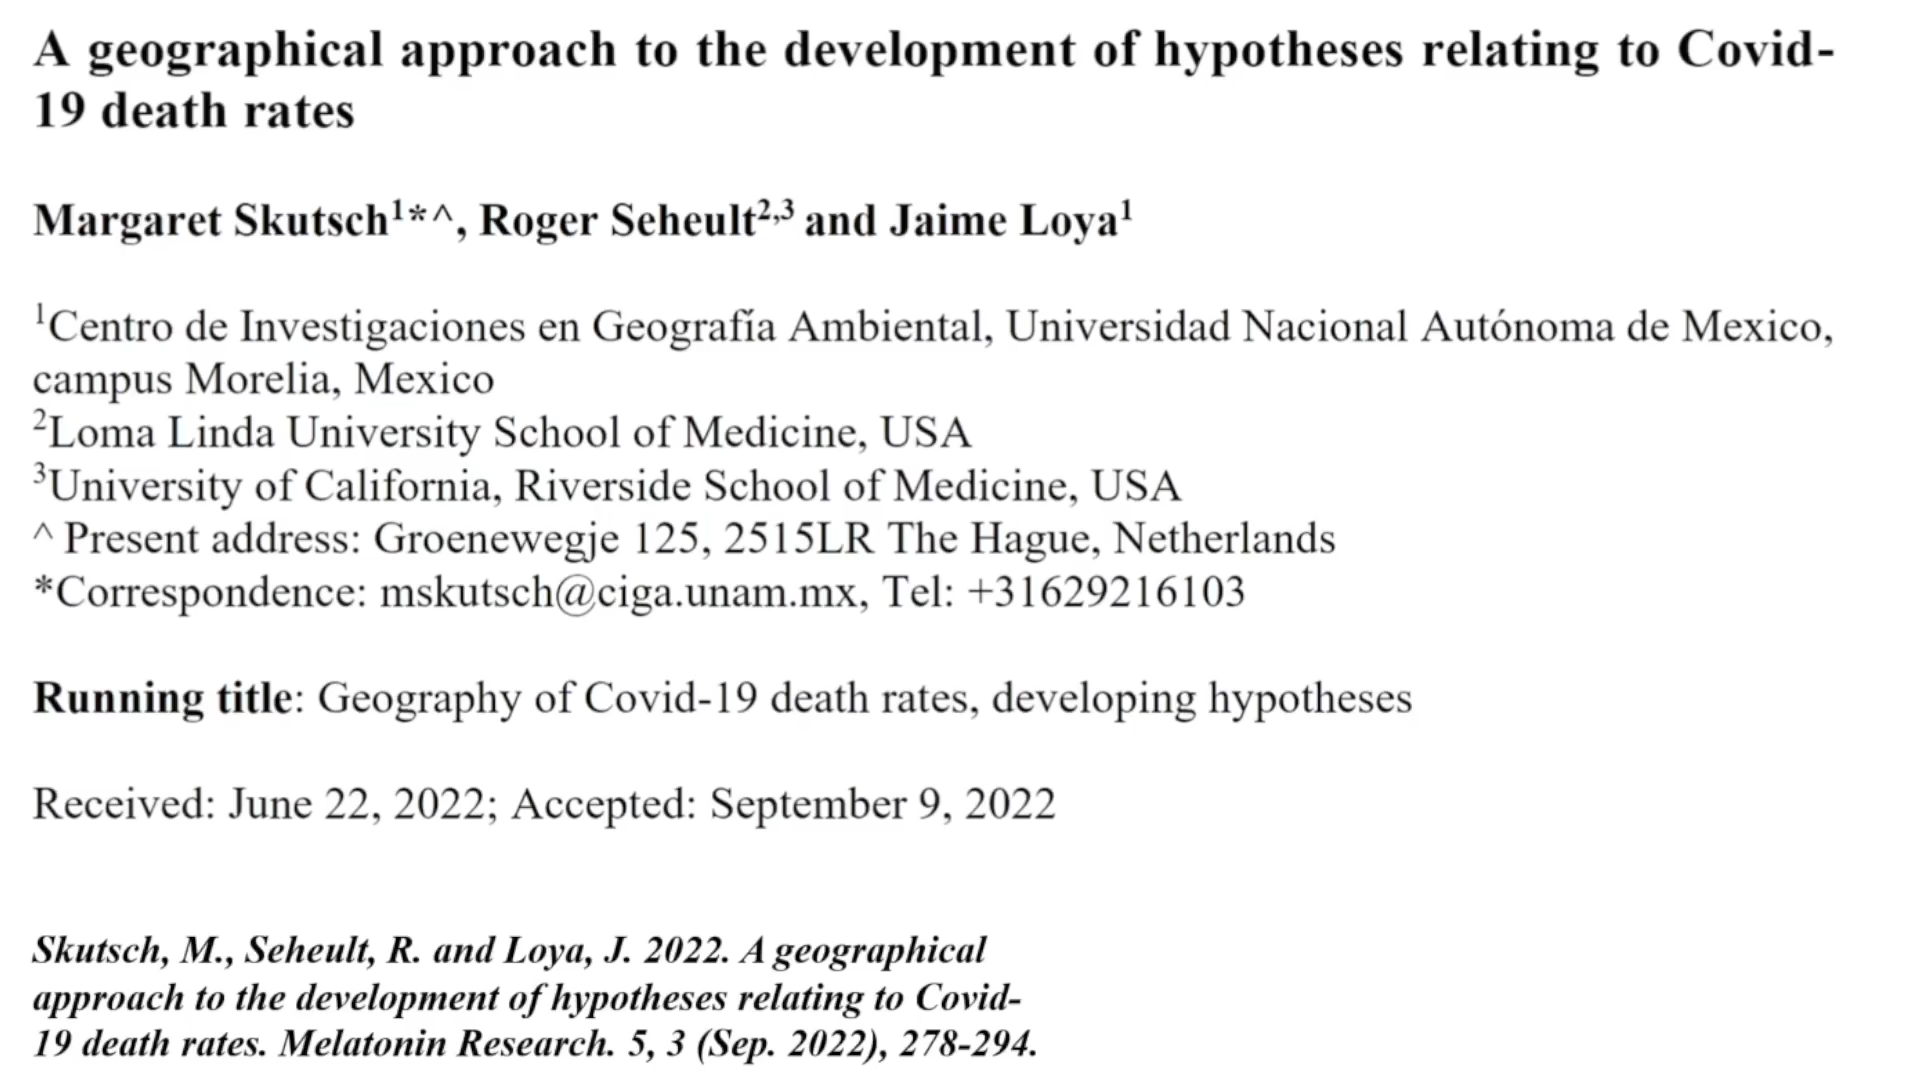 A geographical approach to the development of hypotheses relating to Covid-
19 death rates
Margaret Skutsch¹*^, Roger Seheult²,³ and Jaime Loya¹
¹Centro de Investigaciones en Geografía Ambiental, Universidad Nacional Autónoma de Mexico,
campus Morelia, Mexico
²Loma Linda University School of Medicine, USA
³University of California, Riverside School of Medicine, USA
^ Present address: Groenewegje 125, 2515LR The Hague, Netherlands
*Correspondence: mskutsch@ciga.unam.mx, Tel: +31629216103
Running title: Geography of Covid-19 death rates, developing hypotheses
Received: June 22, 2022; Accepted: September 9, 2022
Skutsch, M., Seheult, R. and Loya, J. 2022. A geographical
approach to the development of hypotheses relating to Covid-
19 death rates. Melatonin Research. 5, 3 (Sep. 2022), 278-294.